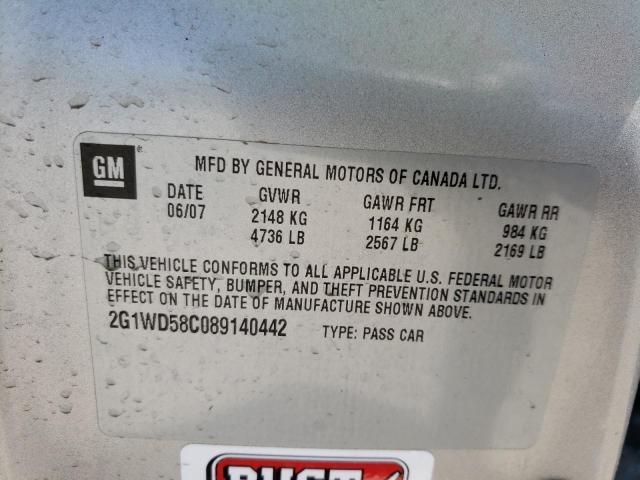 GM ®
MFD BY GENERAL MOTORS OF CANADA LTD.
DATE GVWR GAWR FRT GAWR RR
06/07 2148 KG 1164 KG 984 KG
4736 LB 2567 LB 2169 LB
THIS VEHICLE CONFORMS TO ALL APPLICABLE U.S. FEDERAL MOTOR
VEHICLE SAFETY, BUMPER, AND THEFT PREVENTION STANDARDS IN
EFFECT ON THE DATE OF MANUFACTURE SHOWN ABOVE.
2G1WD58C089140442 TYPE: PASS CAR